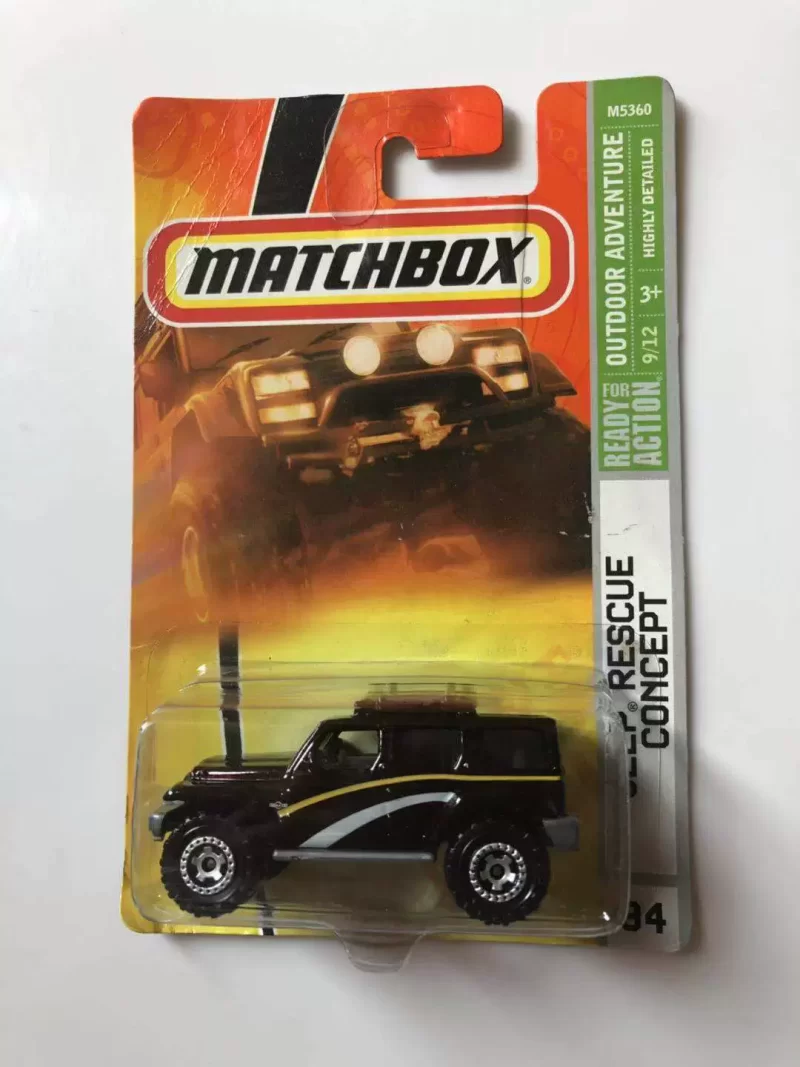 MATCHBOX®
M5360
OUTDOOR ADVENTURE
HIGHLY DETAILED
9/12
3+
READY FOR
ACTION®
RESCUE
CONCEPT